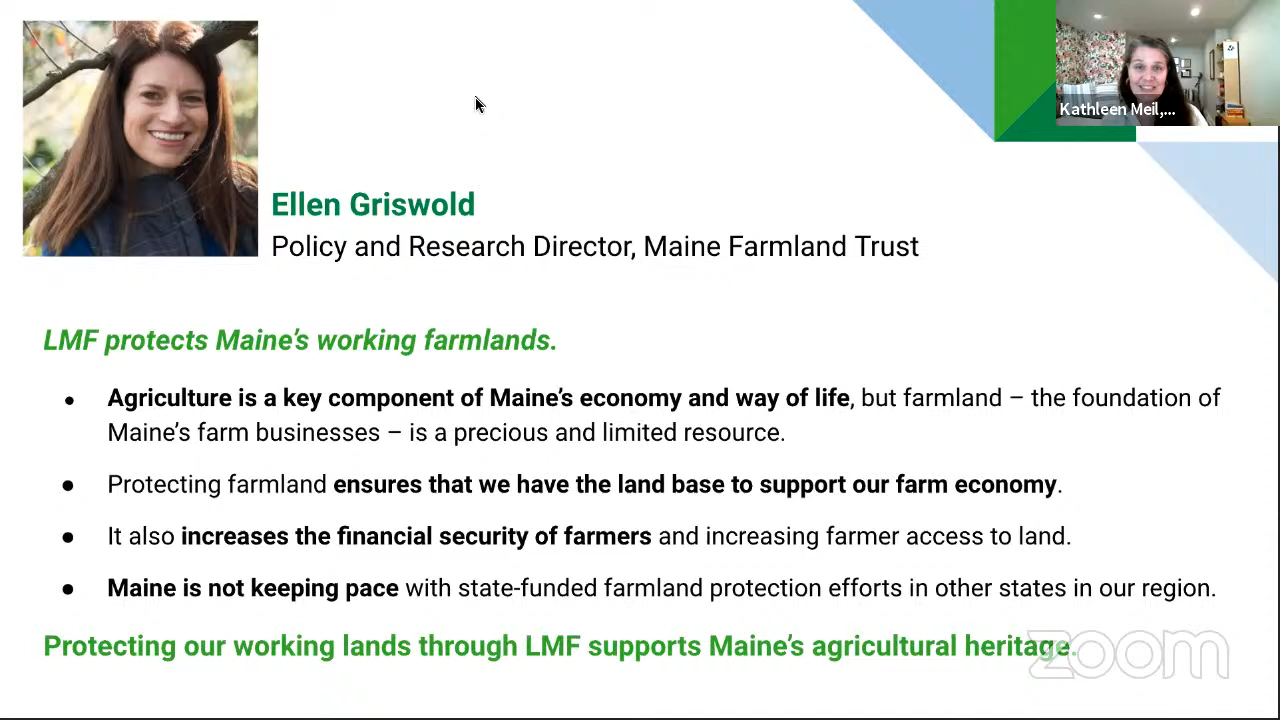 Kathleen Meil,...
Ellen Griswold
Policy and Research Director, Maine Farmland Trust
LMF protects Maine's working farmlands.
● Agriculture is a key component of Maine's economy and way of life, but farmland – the foundation of
Maine's farm businesses – is a precious and limited resource.
● Protecting farmland ensures that we have the land base to support our farm economy.
● It also increases the financial security of farmers and increasing farmer access to land.
● Maine is not keeping pace with state-funded farmland protection efforts in other states in our region.
Protecting our working lands through LMF supports Maine's agricultural heritage.
zoom